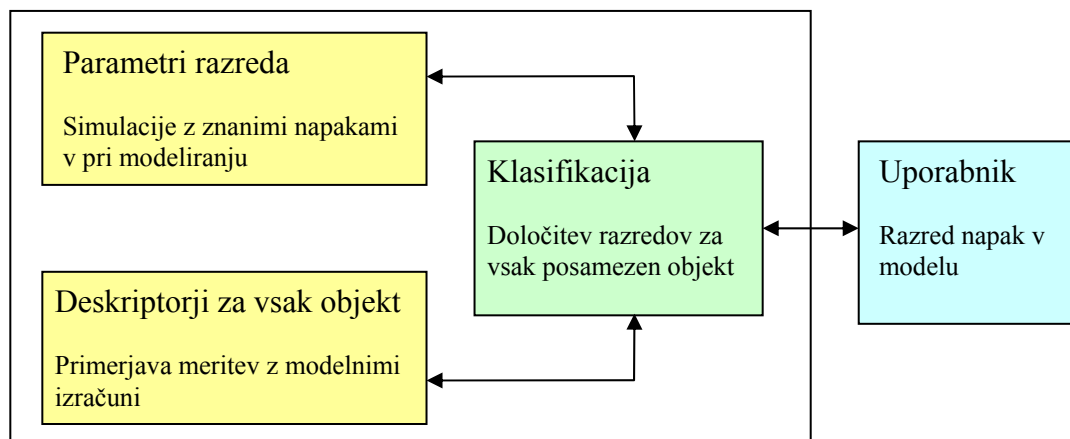 Parametri razreda
Simulacije z znanimi napakami
v pri modeliranju
Klasifikacija
Določitev razredov za
vsak posamezen objekt
Uporabnik
Razred napak v
modelu
Deskriptorji za vsak objekt
Primerjava meritev z modelnimi
izračuni